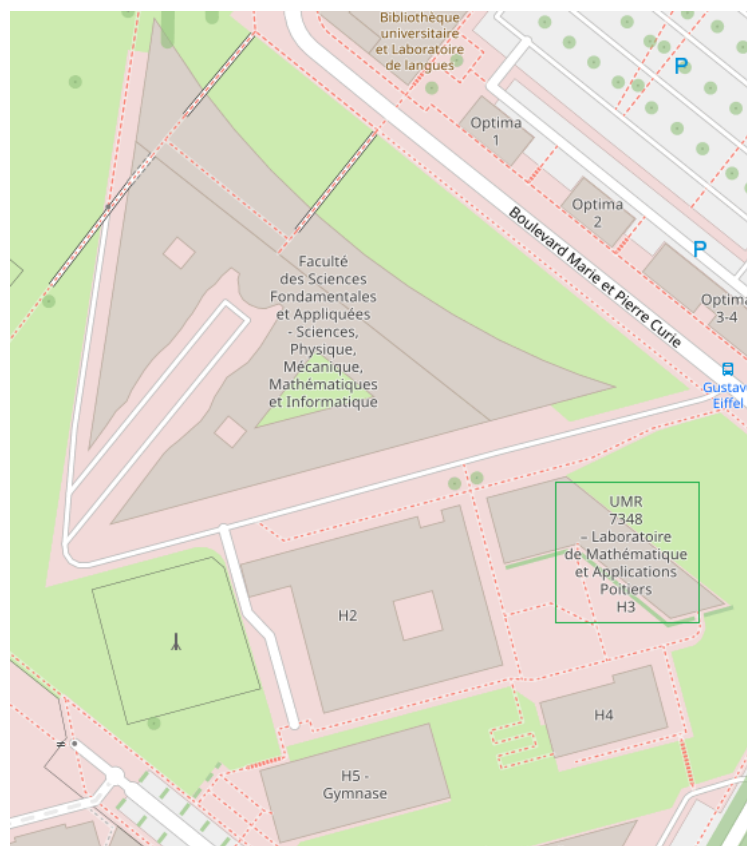 Bibliothèque
universitaire
et Laboratoire
de langues
P
Optima
1
Optima
2
P
Boulevard Marie et Pierre Curie
Optima
3-4
Faculté
des Sciences
Fondamentales
et Appliquées
- Sciences,
Physique,
Mécanique,
Mathématiques
et Informatique
Gustave
Eiffel
UMR
7348
– Laboratoire
de Mathématique
et Applications
Poitiers
H3
H2
H4
H5 -
Gymnase